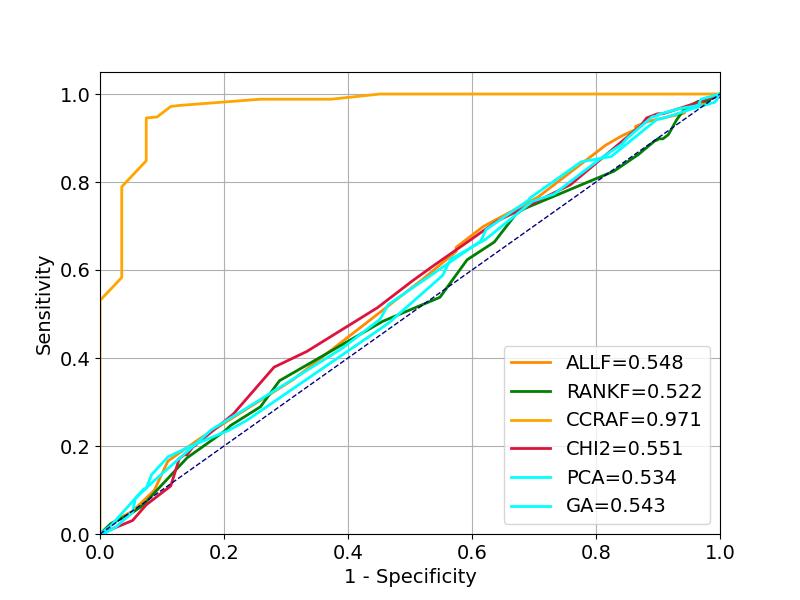 1.0
0.8
0.6
0.4
0.2
0.0
Sensitivity
ALLF=0.548
RANKF=0.522
CCRAF=0.971
CHI2=0.551
PCA=0.534
GA=0.543
0.0 0.2 0.4 0.6 0.8 1.0
1 - Specificity